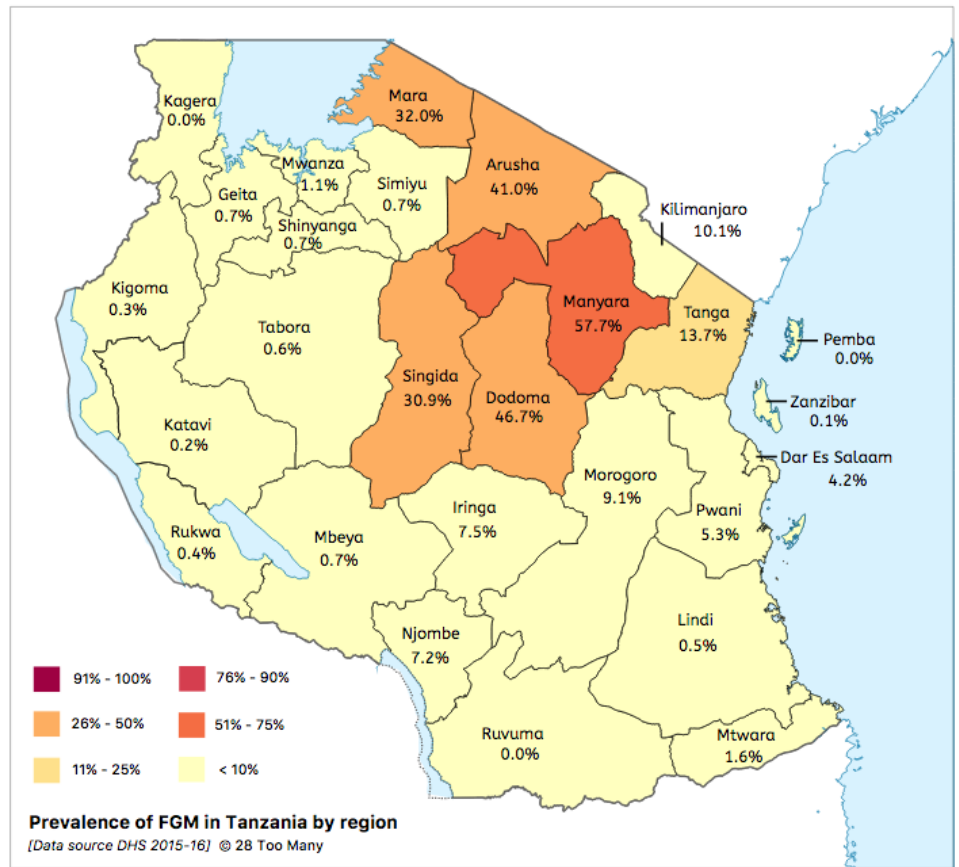 Kagera
0.0%
Mara
32.0%
Mwanza
1.1%
Arusha
41.0%
Geita
0.7%
Simiyu
0.7%
Kilimanjaro
10.1%
Shinyanga
0.7%
Kigoma
0.3%
Manyara
57.7%
Tanga
13.7%
Tabora
0.6%
Pemba
0.0%
Singida
30.9%
Dodoma
46.7%
Zanzibar
0.1%
Katavi
0.2%
Dar Es Salaam
4.2%
Morogoro
9.1%
Iringa
7.5%
Pwani
5.3%
Rukwa
0.4%
Mbeya
0.7%
Lindi
0.5%
Njombe
7.2%
Ruvuma
0.0%
Mtwara
1.6%
91% - 100%
76% - 90%
26% - 50%
51% - 75%
11% - 25%
< 10%
Prevalence of FGM in Tanzania by region
[Data source DHS 2015-16] © 28 Too Many